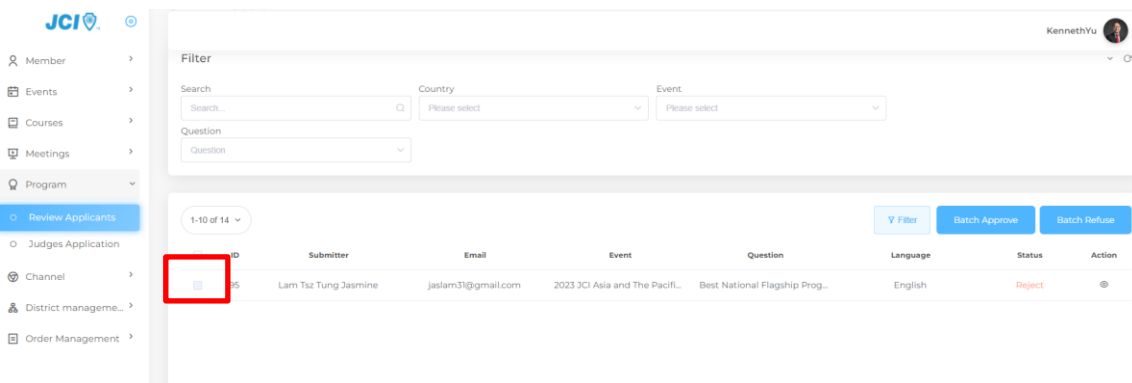 JCI
KennethYu
Member
Filter
Events
Search
Country
Event
Search...
Please select
Please select
Courses
Question
Meetings
Question
Program
Review Applicants
1-10 of 14
Filter
Batch Approve
Batch Refuse
Judges Application
ID
Submitter
Email
Event
Question
Language
Status
Action
Channel
95
Lam Tsz Tung Jasmine
jaslam31@gmail.com
2023 JCI Asia and The Pacifi...
Best National Flagship Prog...
English
Reject
District manageme...
Order Management